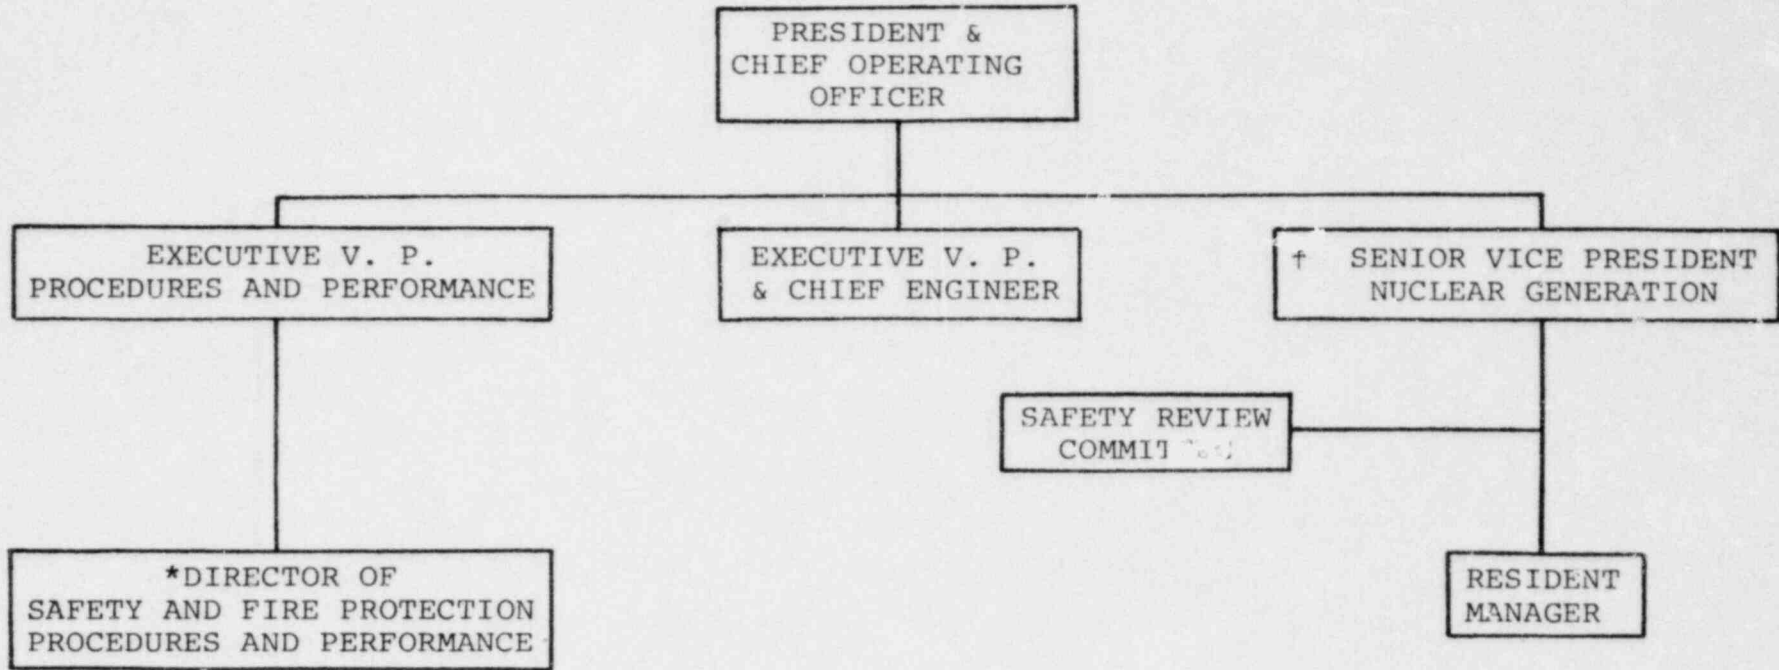 PRESIDENT &
CHIEF OPERATING
OFFICER
EXECUTIVE V. P.
PROCEDURES AND PERFORMANCE
EXECUTIVE V. P.
& CHIEF ENGINEER
† SENIOR VICE PRESIDENT
NUCLEAR GENERATION
SAFETY REVIEW
*DIRECTOR OF
SAFETY AND FIRE PROTECTION
PROCEDURES AND PERFORMANCE
RESIDENT
MANAGER